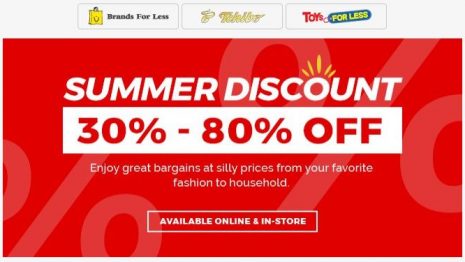 Brands For Less
Tchibo
TOYS FOR LESS
SUMMER DISCOUNT
30% - 80% OFF
Enjoy great bargains at silly prices from your favorite
fashion to household.
AVAILABLE ONLINE & IN-STORE